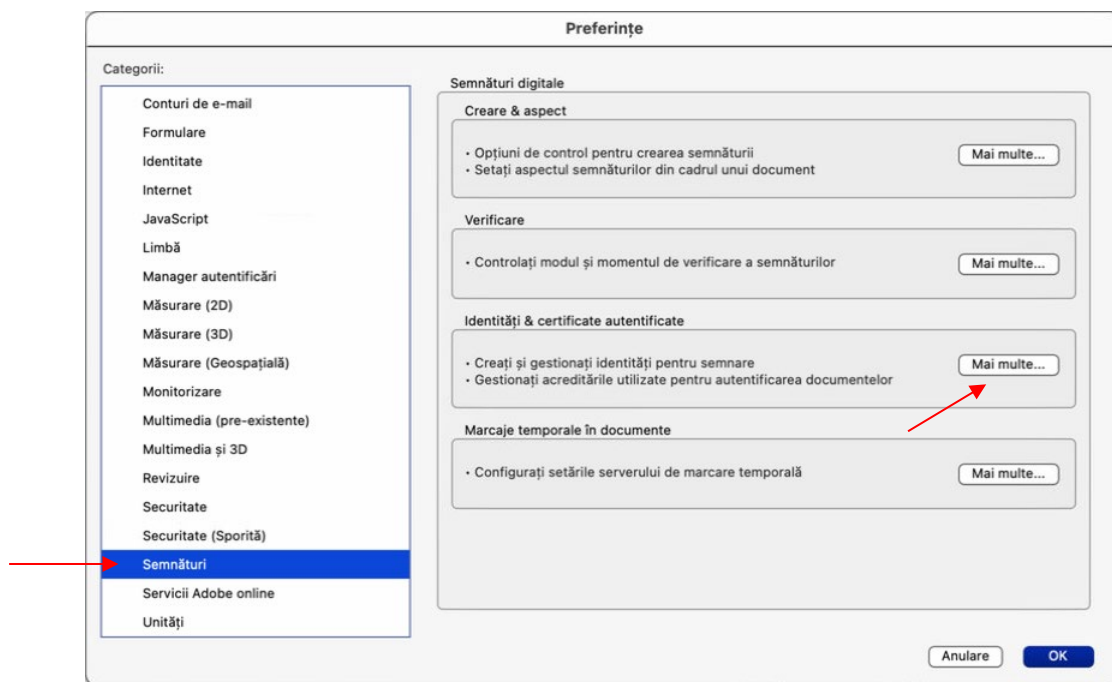 Preferințe
Categorii:
Conturi de e-mail
Formulare
Identitate
Internet
JavaScript
Limbă
Manager autentificări
Măsurare (2D)
Măsurare (3D)
Măsurare (Geospațială)
Monitorizare
Multimedia (pre-existente)
Multimedia și 3D
Revizuire
Securitate
Securitate (Sporită)
Semnături
Servicii Adobe online
Unități
Semnături digitale
Creare & aspect
• Opțiuni de control pentru crearea semnăturii
• Setați aspectul semnăturilor din cadrul unui document
Mai multe...
Verificare
• Controlați modul și momentul de verificare a semnăturilor
Mai multe...
Identități & certificate autentificate
• Creați și gestionați identități pentru semnare
• Gestionați acreditările utilizate pentru autentificarea documentelor
Mai multe...
Marcaje temporale în documente
• Configurați setările serverului de marcare temporală
Mai multe...
Anulare
OK